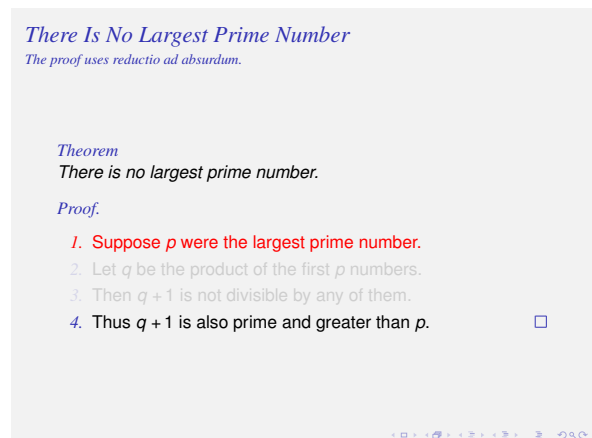 There Is No Largest Prime Number
The proof uses reductio ad absurdum.
Theorem
There is no largest prime number.
Proof.
1. Suppose p were the largest prime number.
2. Let q be the product of the first p numbers.
3. Then q + 1 is not divisible by any of them.
4. Thus q + 1 is also prime and greater than p.